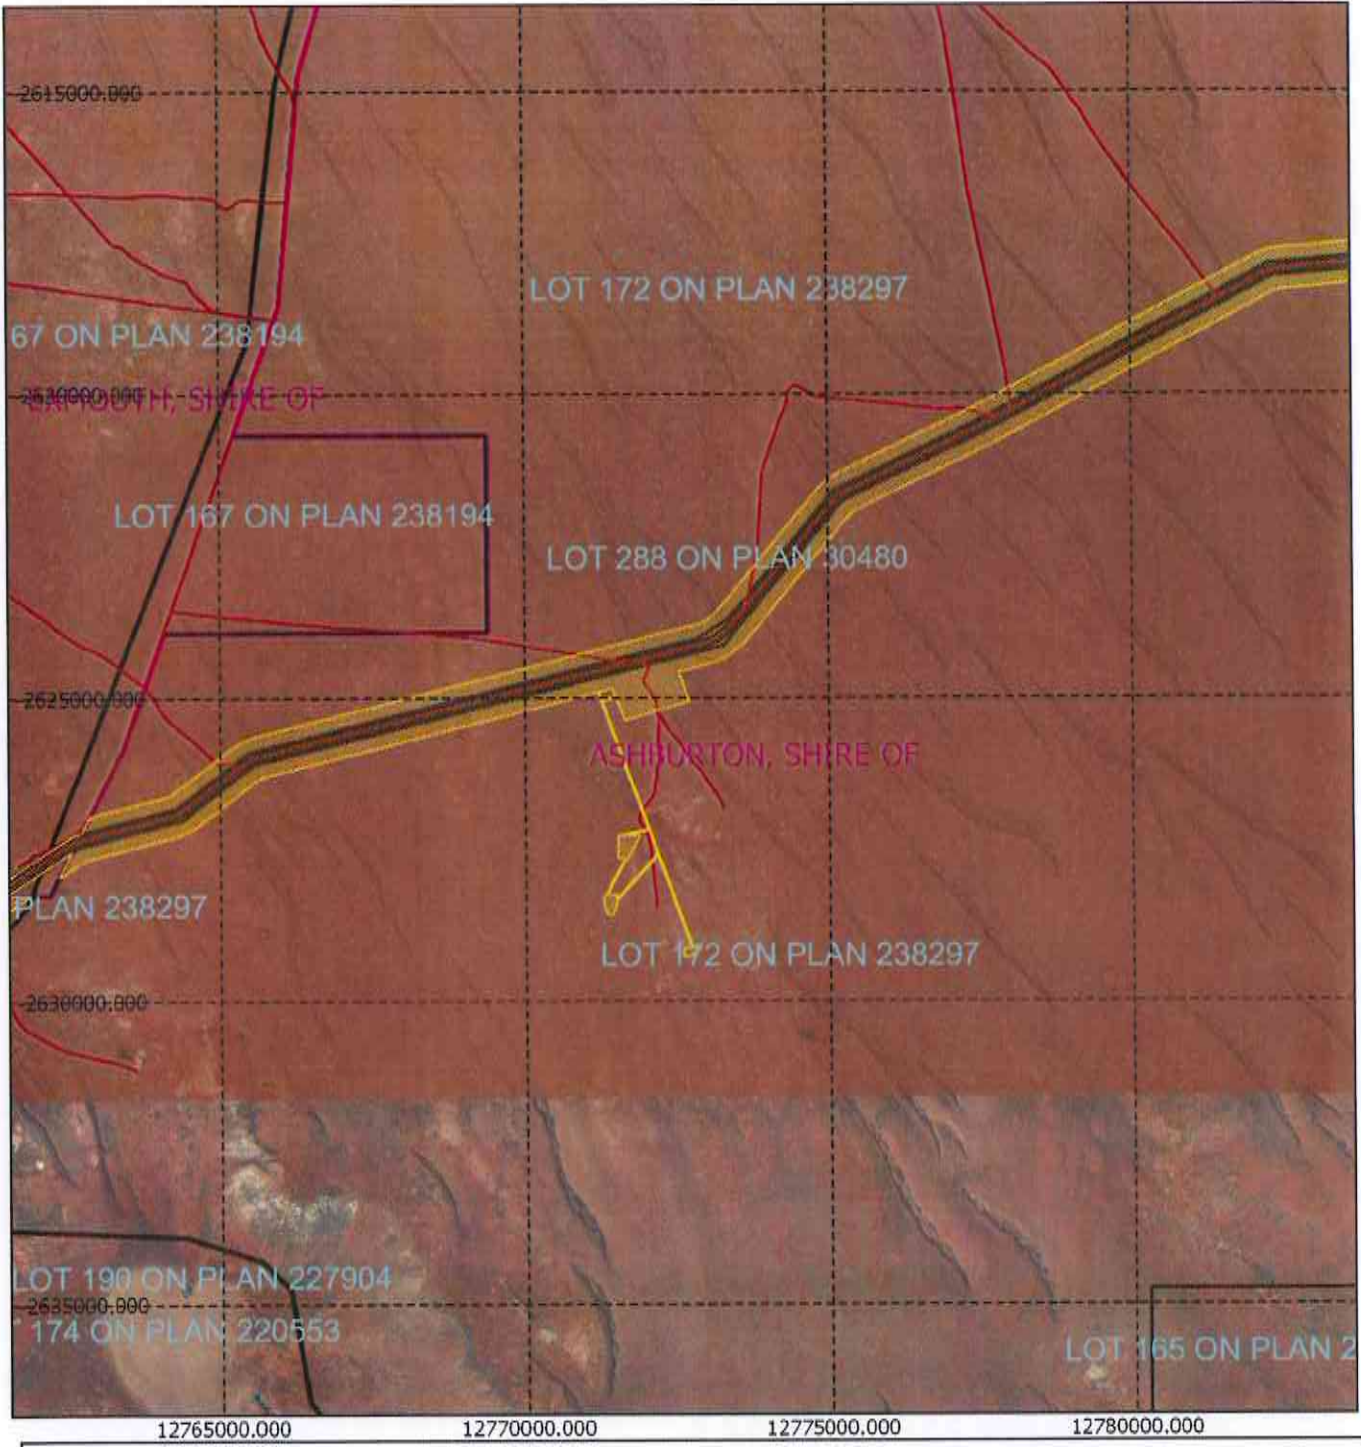 2615000.000
LOT 172 ON PLAN 238297
67 ON PLAN 238194
EXMOUTH, SHIRE OF
LOT 167 ON PLAN 238194
LOT 288 ON PLAN 30480
2625000.000
ASHBURTON, SHIRE OF
PLAN 238297
LOT 172 ON PLAN 238297
2630000.000
LOT 190 ON PLAN 227904
2635000.000
174 ON PLAN 220553
LOT 165 ON PLAN 2
12765000.000 12770000.000 12775000.000 12780000.000